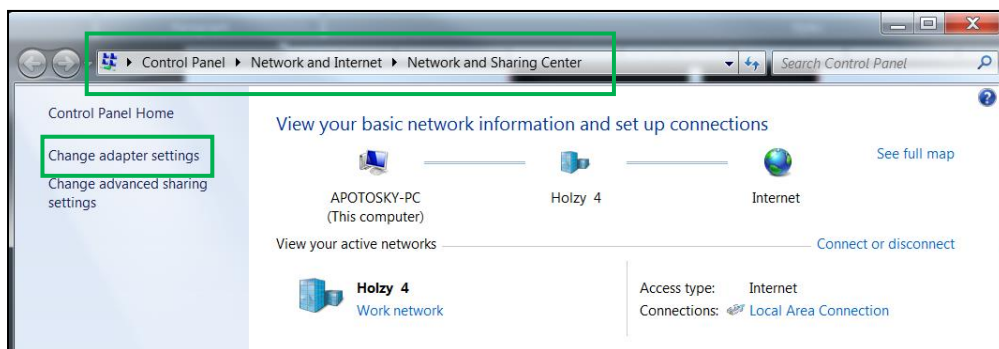 Control Panel ▸ Network and Internet ▸ Network and Sharing Center
Search Control Panel
Control Panel Home
Change adapter settings
Change advanced sharing
settings
View your basic network information and set up connections
See full map
APOTOSKY-PC
(This computer)
Holzy 4
Internet
View your active networks
Connect or disconnect
Holzy 4
Work network
Access type: Internet
Connections: Local Area Connection